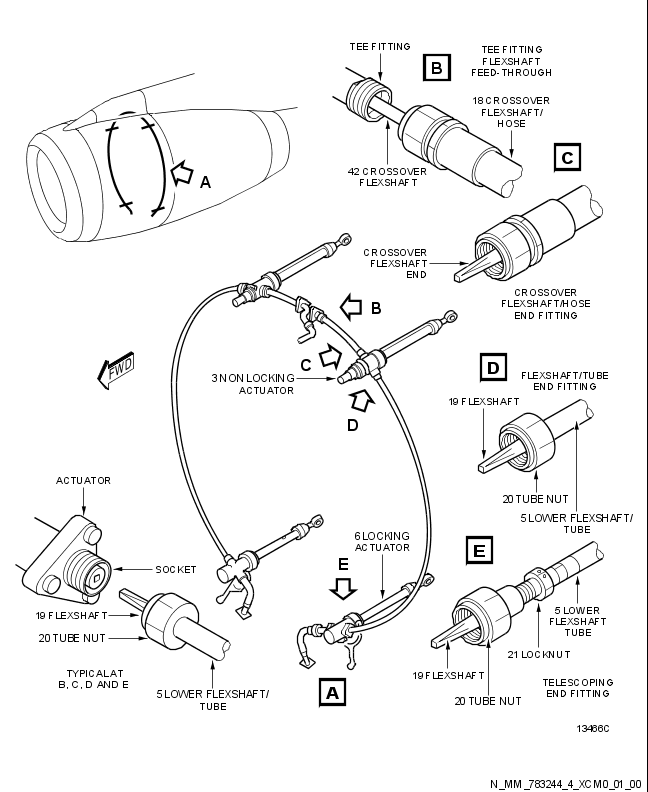 TEE FITTING
B
TEE FITTING
FLEXSHAFT
FEED-THROUGH
18 CROSSOVER
FLEXSHAFT/
HOSE
42 CROSSOVER
FLEXSHAFT
C
A
CROSSOVER
FLEXSHAFT
END
CROSSOVER
FLEXSHAFT/HOSE
END FITTING
B
C
FWD
3 NON LOCKING
ACTUATOR
D
D
FLEXSHAFT/TUBE
END FITTING
19 FLEXSHAFT
20 TUBE NUT
5 LOWER FLEXSHAFT/
TUBE
ACTUATOR
SOCKET
19 FLEXSHAFT
20 TUBE NUT
TYPICAL AT
B, C, D AND E
5 LOWER FLEXSHAFT/
TUBE
6 LOCKING
ACTUATOR
E
A
E
5 LOWER
FLEXSHAFT
TUBE
21 LOCKNUT
19 FLEXSHAFT
20 TUBE NUT
TELESCOPING
END FITTING
13466C
N_MM_783244_4_XCM0_01_00